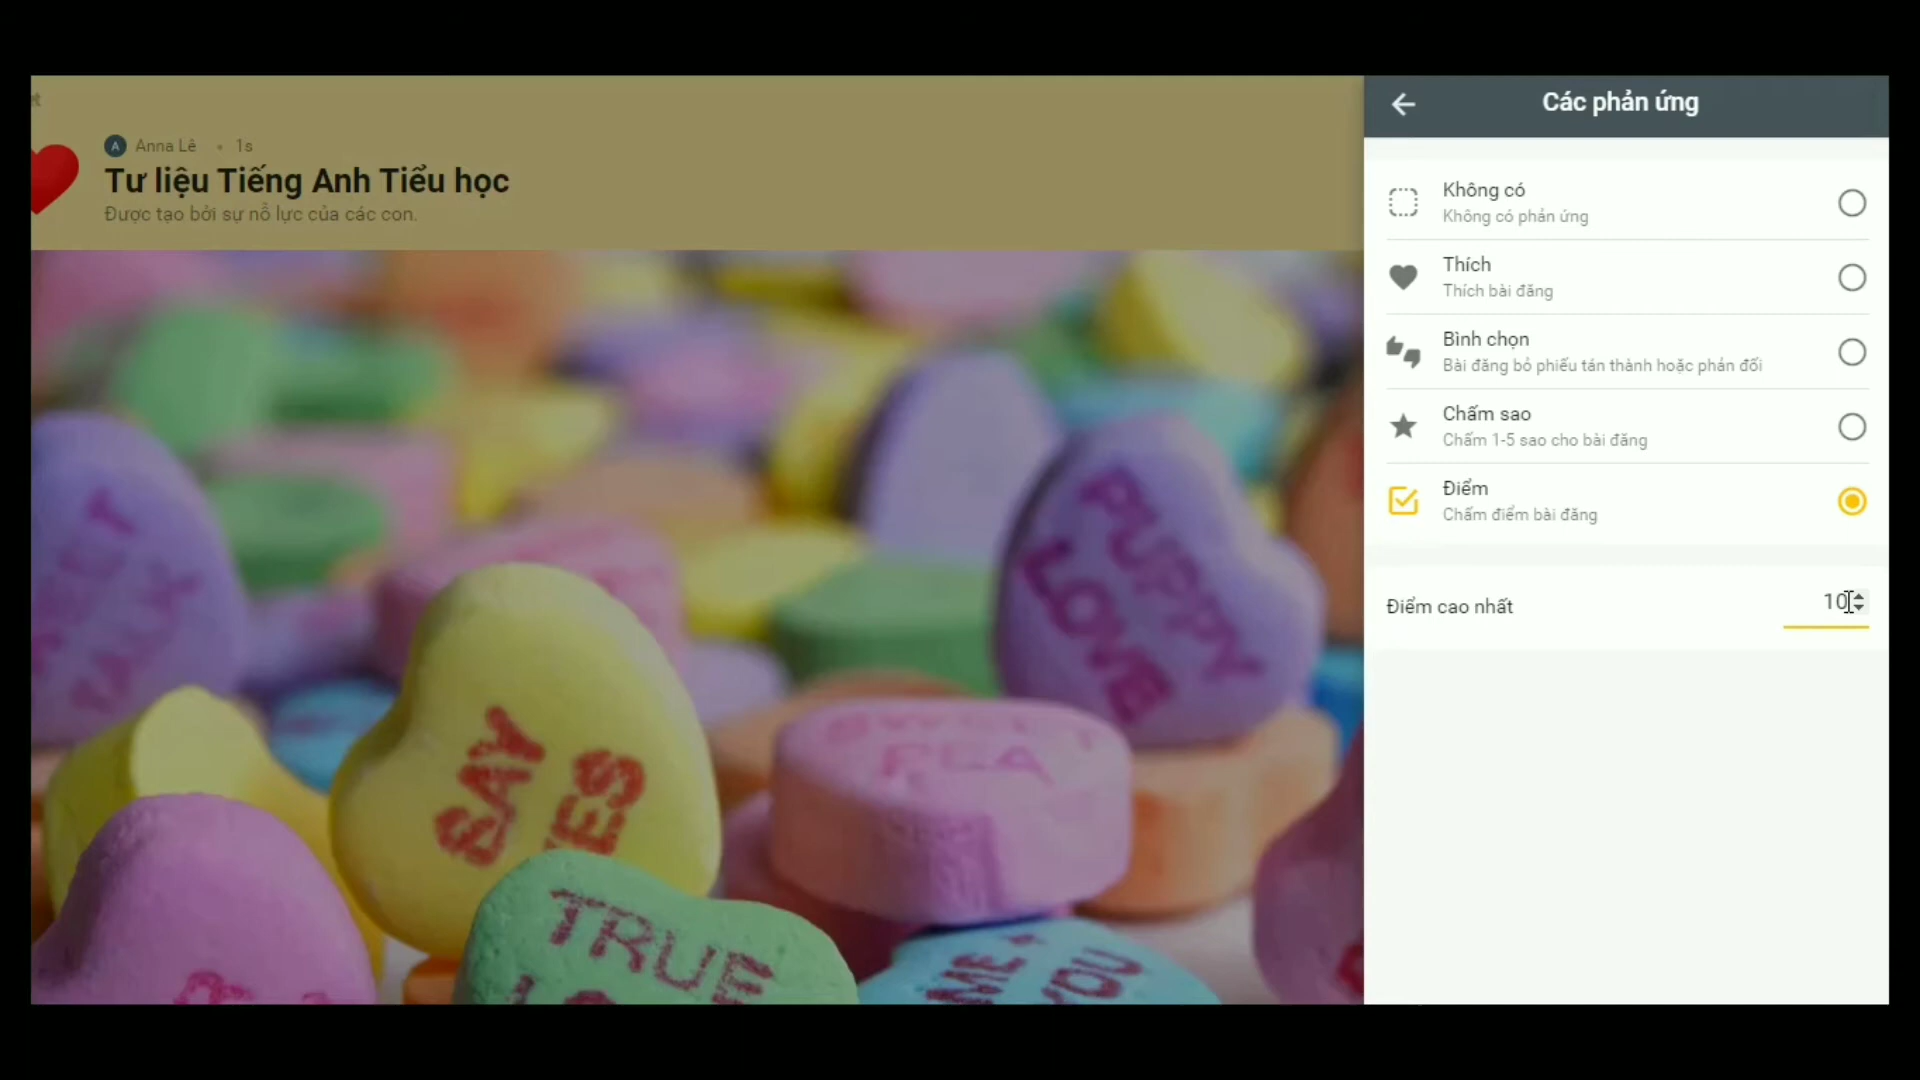 A Anna Lê • 1s
Tư liệu Tiếng Anh Tiểu học
Được tạo bởi sự nỗ lực của các con.
PUPPY
LOVE
SAY
YES
TRUE
ME
YOU
Các phản ứng
Không có
Không có phản ứng
Thích
Thích bài đăng
Bình chọn
Bài đăng bỏ phiếu tán thành hoặc phản đối
Chấm sao
Chấm 1-5 sao cho bài đăng
Điểm
Chấm điểm bài đăng
Điểm cao nhất
10